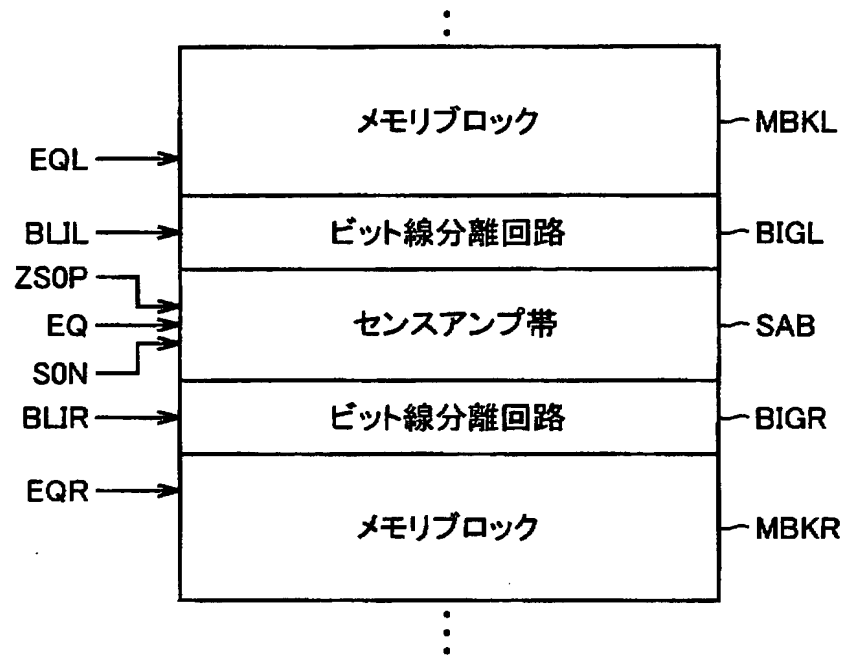 メモリブロック
MBKL
EQL
BLIL
ビット線分離回路
BIGL
ZSOP
EQ
センスアンプ帯
SAB
SON
BLIR
ビット線分離回路
BIGR
EQR
メモリブロック
MBKR